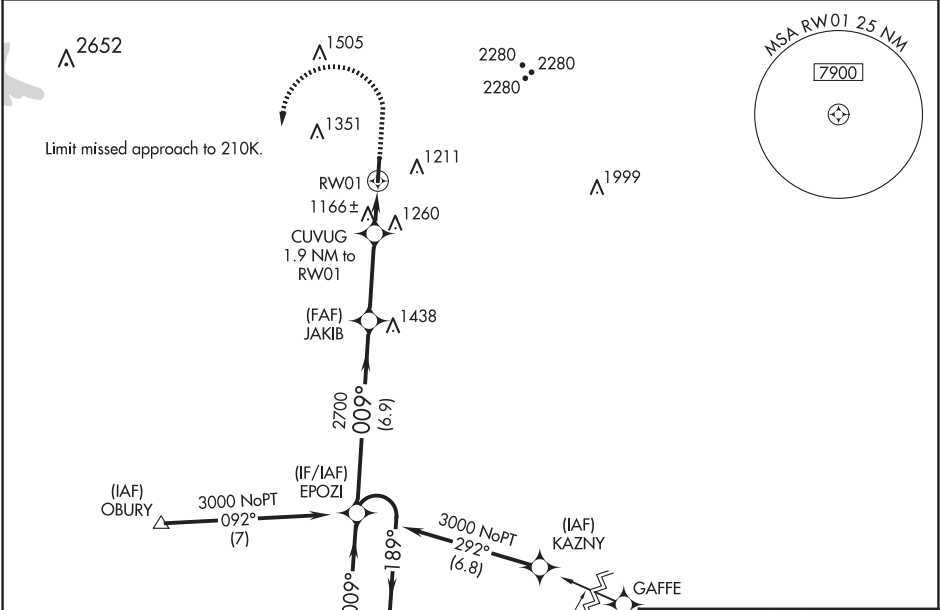 2652
1505
2280
2280
2280
MSA RW01 25 NM
7900
Limit missed approach to 210K.
1351
1211
RW01
1999
1166±
1260
CUVUG
1.9 NM to
RW01
(FAF)
JAKIB
1438
2700
009°
(6.9)
(IF/IAF)
EPOZI
(IAF)
OBURY
3000 NoPT
092°
(7)
3000 NoPT
292°
(6.8)
(IAF)
KAZNY
189°
009°
GAFFE